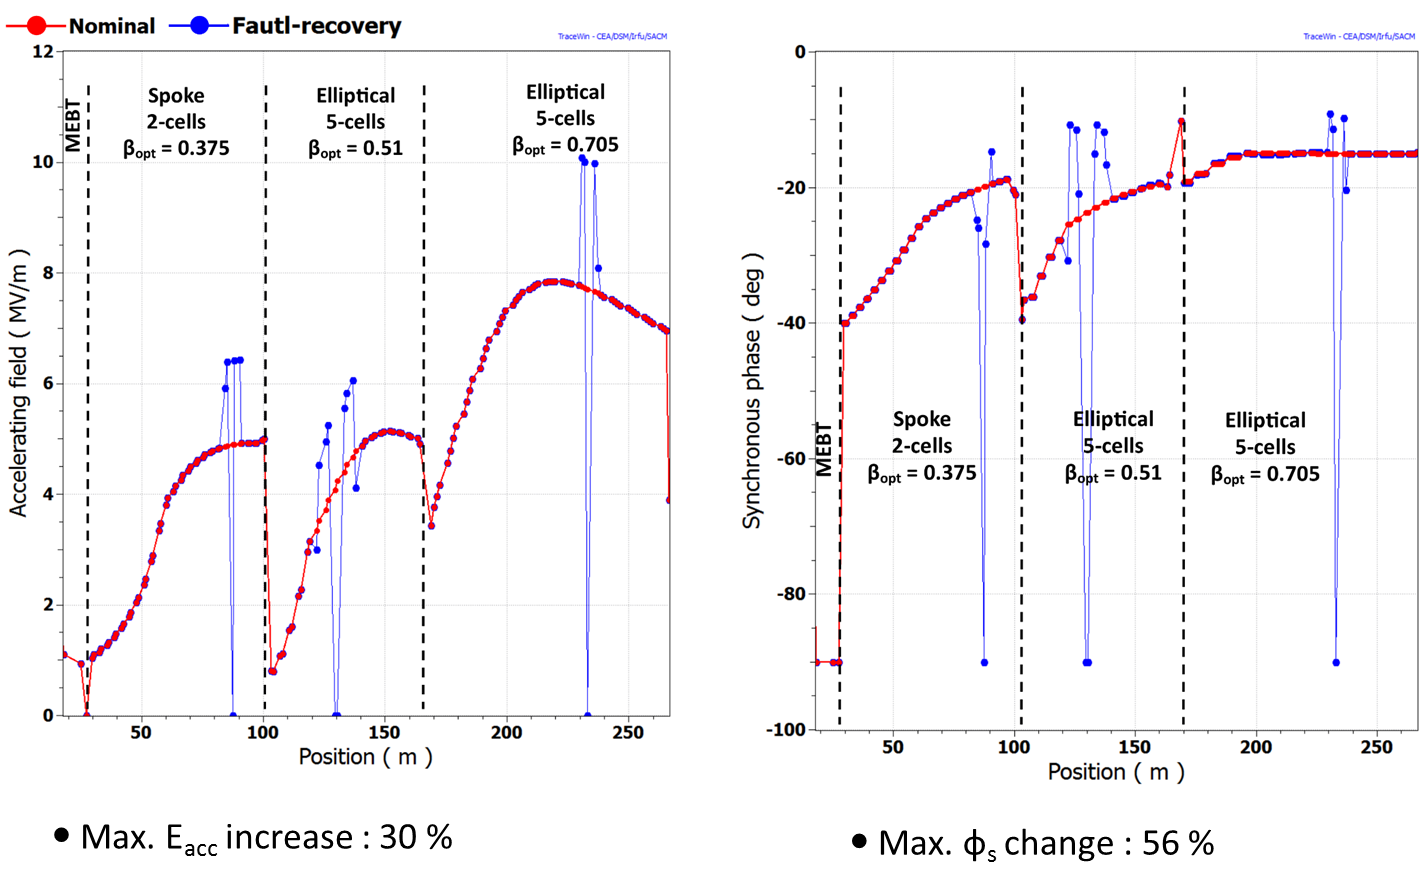 Nominal
Fautl-recovery
TraceWin - CEA/DSM/Irfu/SACM
12
10
8
6
4
2
0
Accelerating field ( MV/m )
MEBT
Spoke
2-cells
βopt = 0.375
Elliptical
5-cells
βopt = 0.51
Elliptical
5-cells
βopt = 0.705
50
100
150
200
250
Position ( m )
• Max. Eacc increase : 30 %
TraceWin - CEA/DSM/Irfu/SACM
-0
-20
-40
-60
-80
-100
Synchronous phase ( deg )
MEBT
Spoke
2-cells
βopt = 0.375
Elliptical
5-cells
βopt = 0.51
Elliptical
5-cells
βopt = 0.705
50
100
150
200
250
Position ( m )
• Max. ϕs change : 56 %